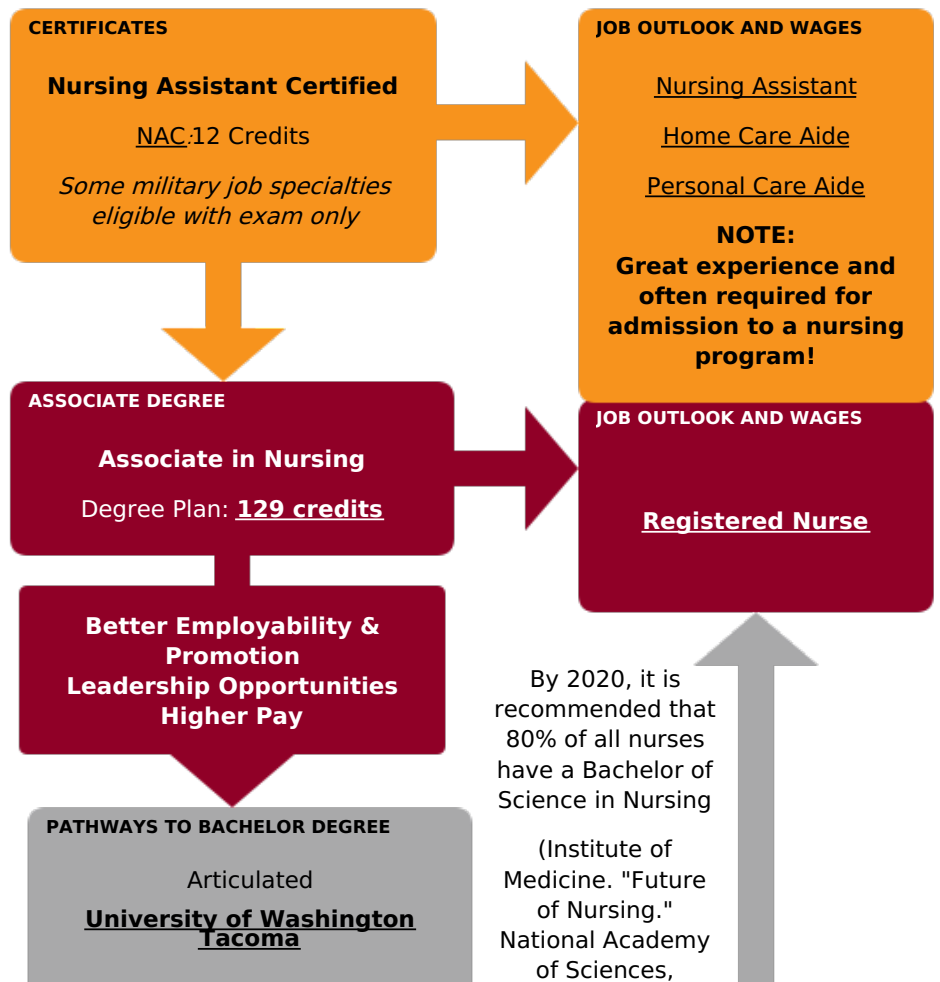 CERTIFICATES
Nursing Assistant Certified
NAC:12 Credits
Some military job specialties
eligible with exam only
JOB OUTLOOK AND WAGES
Nursing Assistant
Home Care Aide
Personal Care Aide
NOTE:
Great experience and
often required for
admission to a nursing
program!
ASSOCIATE DEGREE
Associate in Nursing
Degree Plan: 129 credits
JOB OUTLOOK AND WAGES
Registered Nurse
Better Employability &
Promotion
Leadership Opportunities
Higher Pay
By 2020, it is
recommended that
80% of all nurses
have a Bachelor of
Science in Nursing
(Institute of
Medicine. "Future
of Nursing."
National Academy
of Sciences,
PATHWAYS TO BACHELOR DEGREE
Articulated
University of Washington
Tacoma